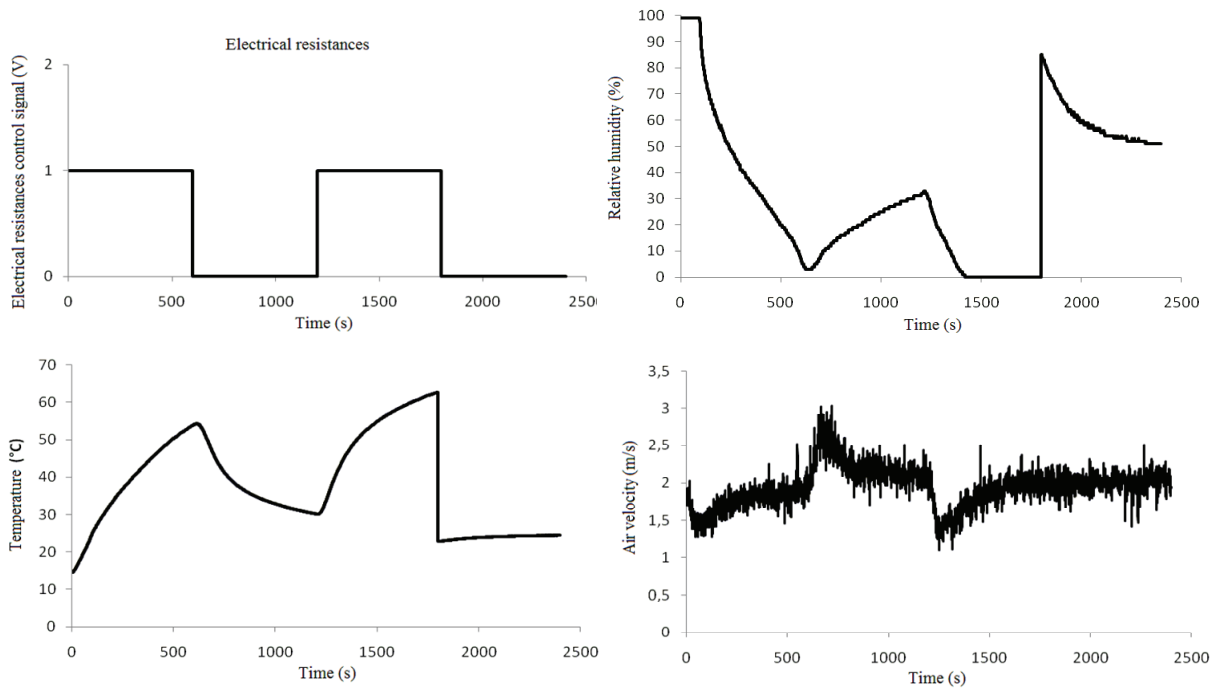 Electrical resistances
Electrical resistances control signal (V)
2
1
0
0 500 1000 1500 2000 2500
Time (s)
Relative humidity (%)
100
90
80
70
60
50
40
30
20
10
0
0 500 1000 1500 2000 2500
Time (s)
Temperature (°C)
70
60
50
40
30
20
10
0
0 500 1000 1500 2000 2500
Time (s)
Air velocity (m/s)
3,5
3
2,5
2
1,5
1
0,5
0
0 500 1000 1500 2000 2500
Time (s)